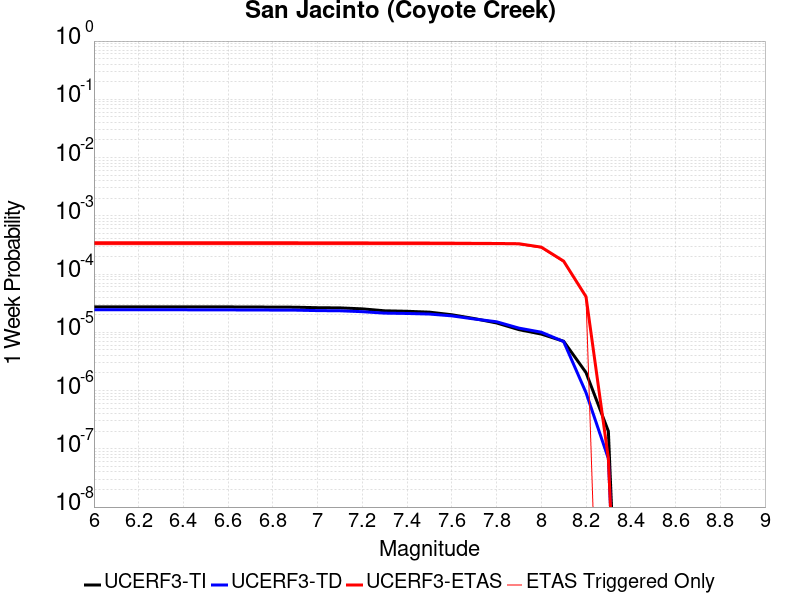 San Jacinto (Coyote Creek)
10^0
10^-1
10^-2
10^-3
10^-4
10^-5
10^-6
10^-7
10^-8
1 Week Probability
6 6.2 6.4 6.6 6.8 7 7.2 7.4 7.6 7.8 8 8.2 8.4 8.6 8.8 9
Magnitude
UCERF3-TI UCERF3-TD UCERF3-ETAS ETAS Triggered Only